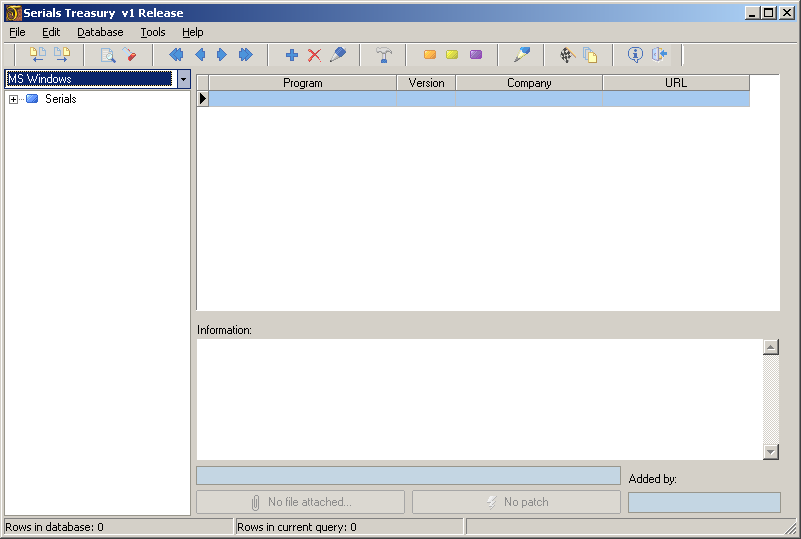 Serials Treasury v1 Release
File Edit Database Tools Help
MS Windows
Serials
Program Version Company URL
Information:
Added by:
No file attached... No patch
Rows in database: 0 Rows in current query: 0